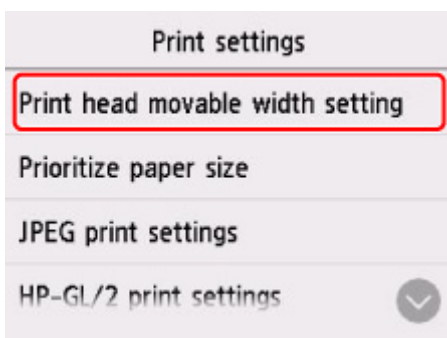 Print settings
Print head movable width setting
Prioritize paper size
JPEG print settings
HP-GL/2 print settings